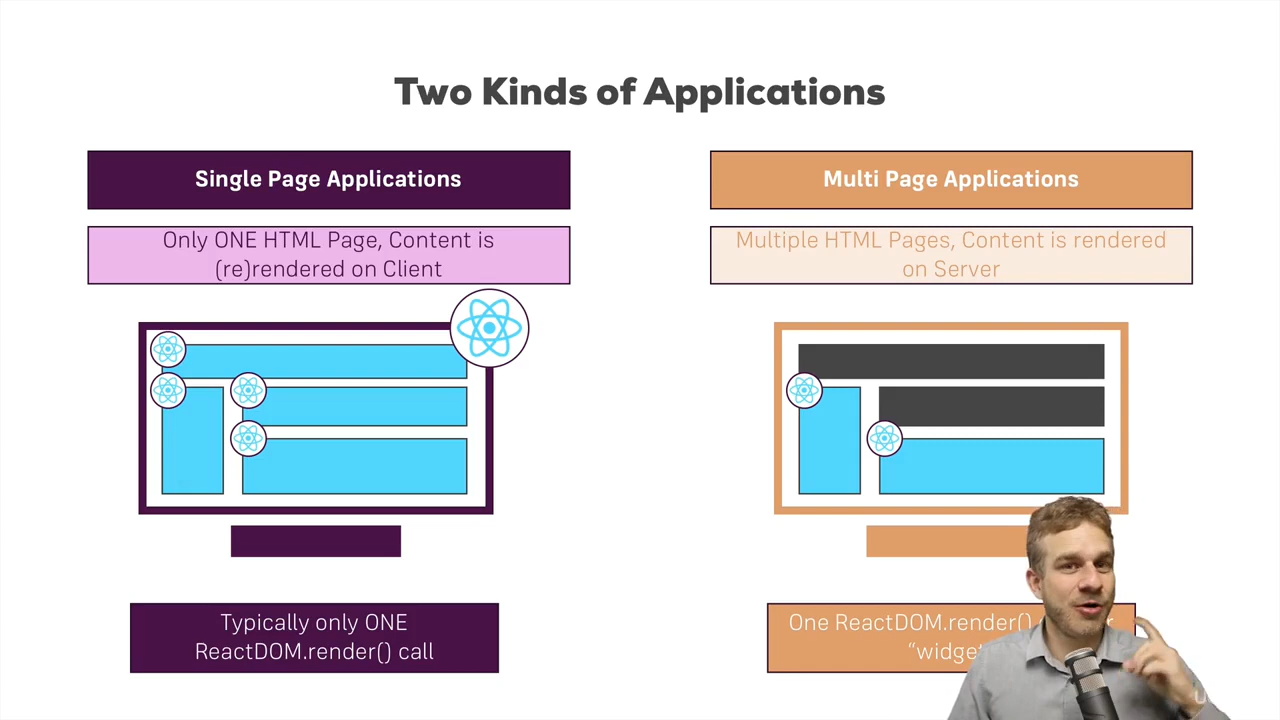 Two Kinds of Applications
Single Page Applications
Only ONE HTML Page, Content is
(re)rendered on Client
Typically only ONE
ReactDOM.render() call
Multi Page Applications
Multiple HTML Pages, Content is rendered
on Server
One ReactDOM.render()